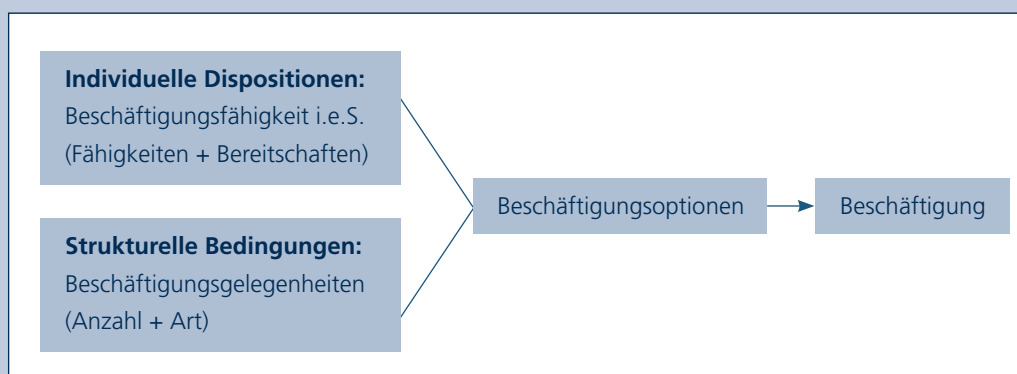 Individuelle Dispositionen:
Beschäftigungsfähigkeit i.e.S.
(Fähigkeiten + Bereitschaften)
Strukturelle Bedingungen:
Beschäftigungsgelegenheiten
(Anzahl + Art)
Beschäftigungsoptionen
Beschäftigung